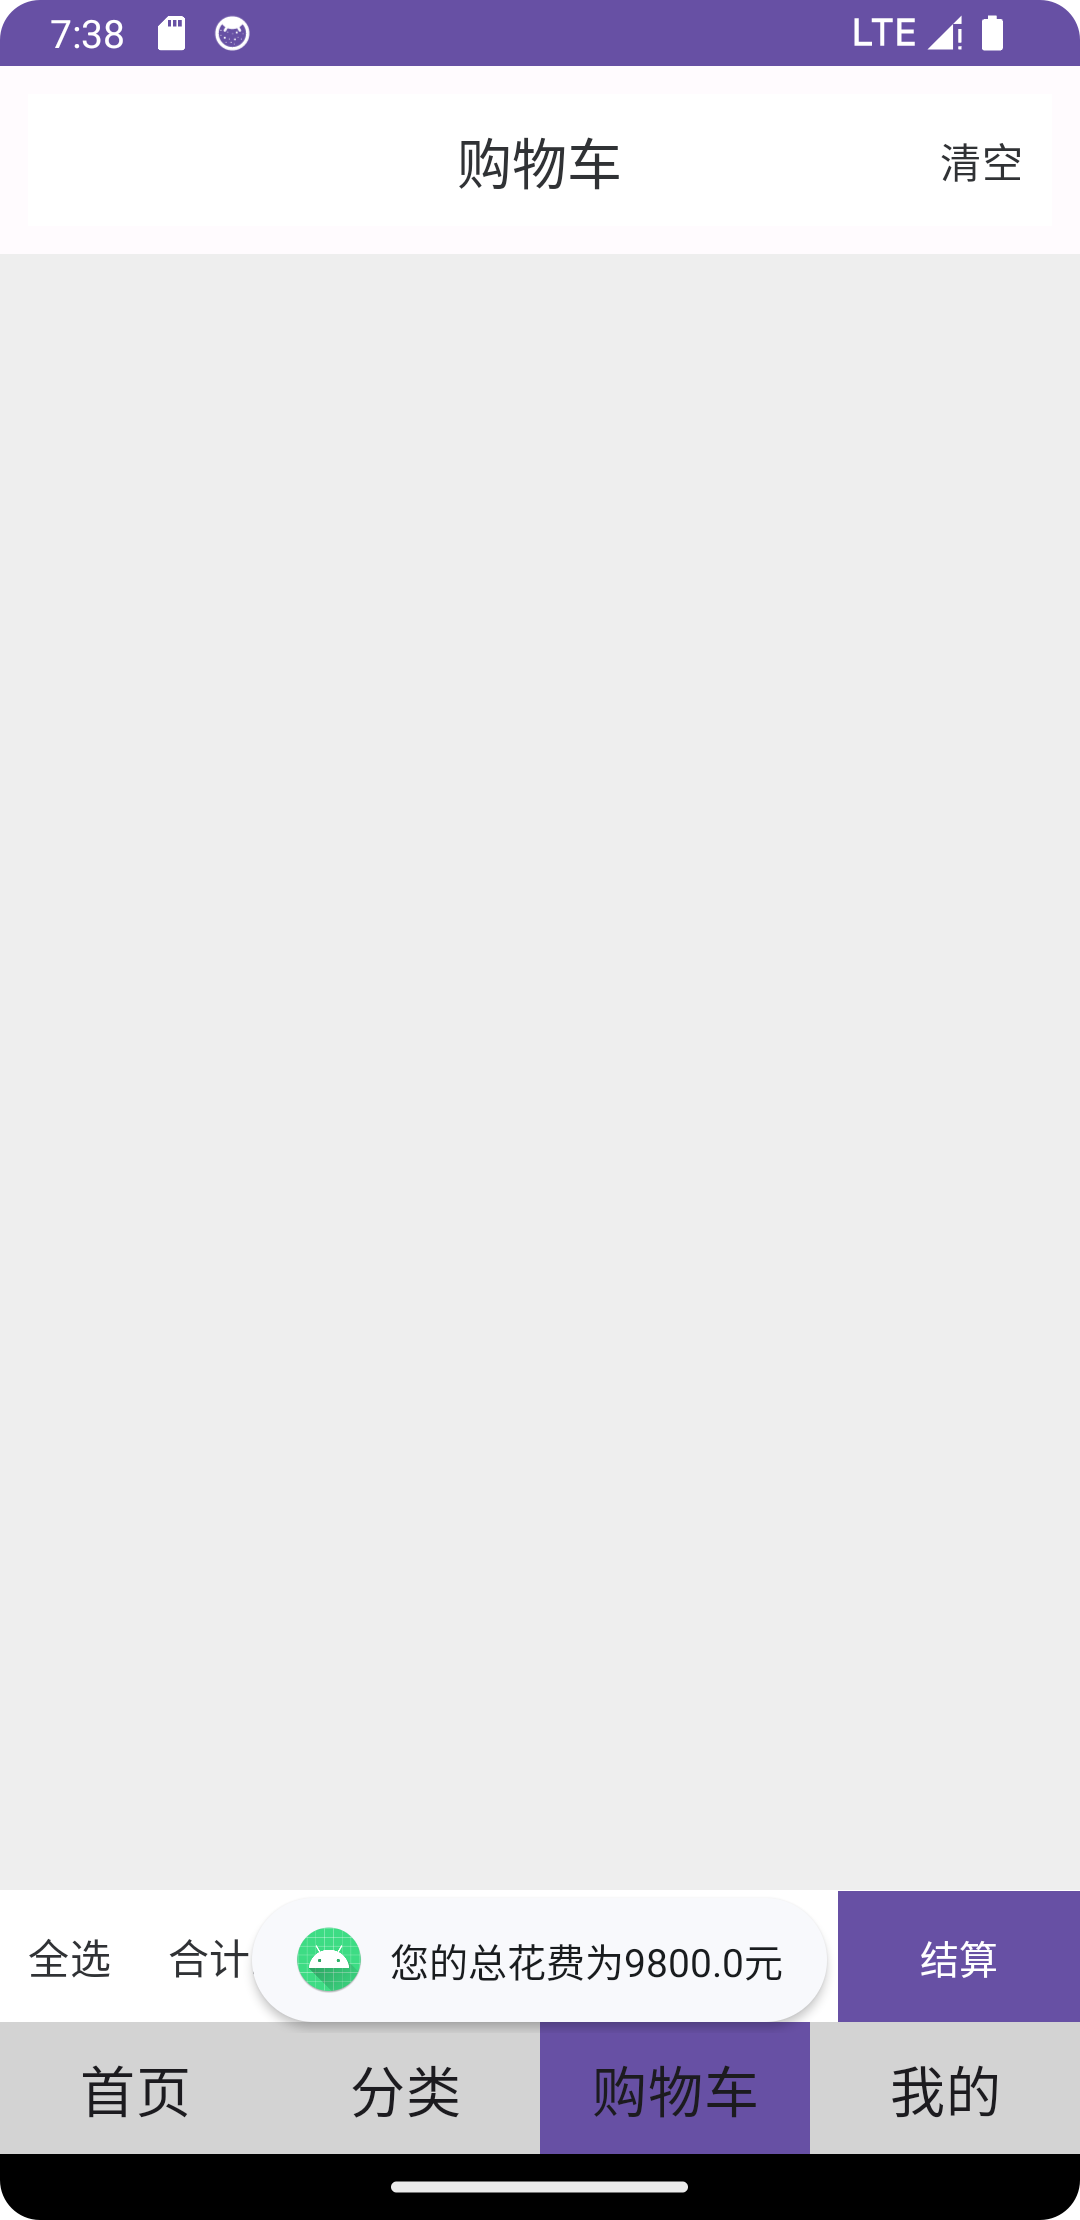 7:38 LTE
购物车 清空
全选 合计 您的总花费为9800.0元 结算
首页 分类 购物车 我的